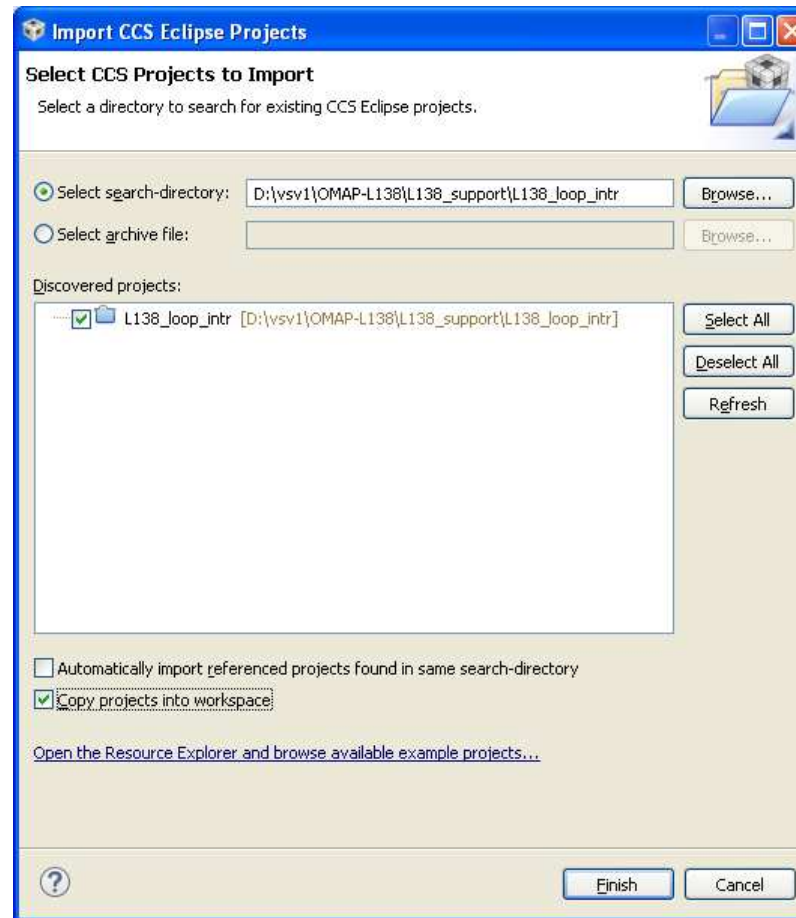 Import CCS Eclipse Projects
Select CCS Projects to Import
Select a directory to search for existing CCS Eclipse projects.
Select search-directory: D:\vsv1\OMAP-L138\L138_support\L138_loop_intr Browse...
Select archive file: Browse...
Discovered projects:
L138_loop_intr [D:\vsv1\OMAP-L138\L138_support\L138_loop_intr] Select All
Deselect All
Refresh
Automatically import referenced projects found in same search-directory
Copy projects into workspace
Open the Resource Explorer and browse available example projects...
? Finish Cancel